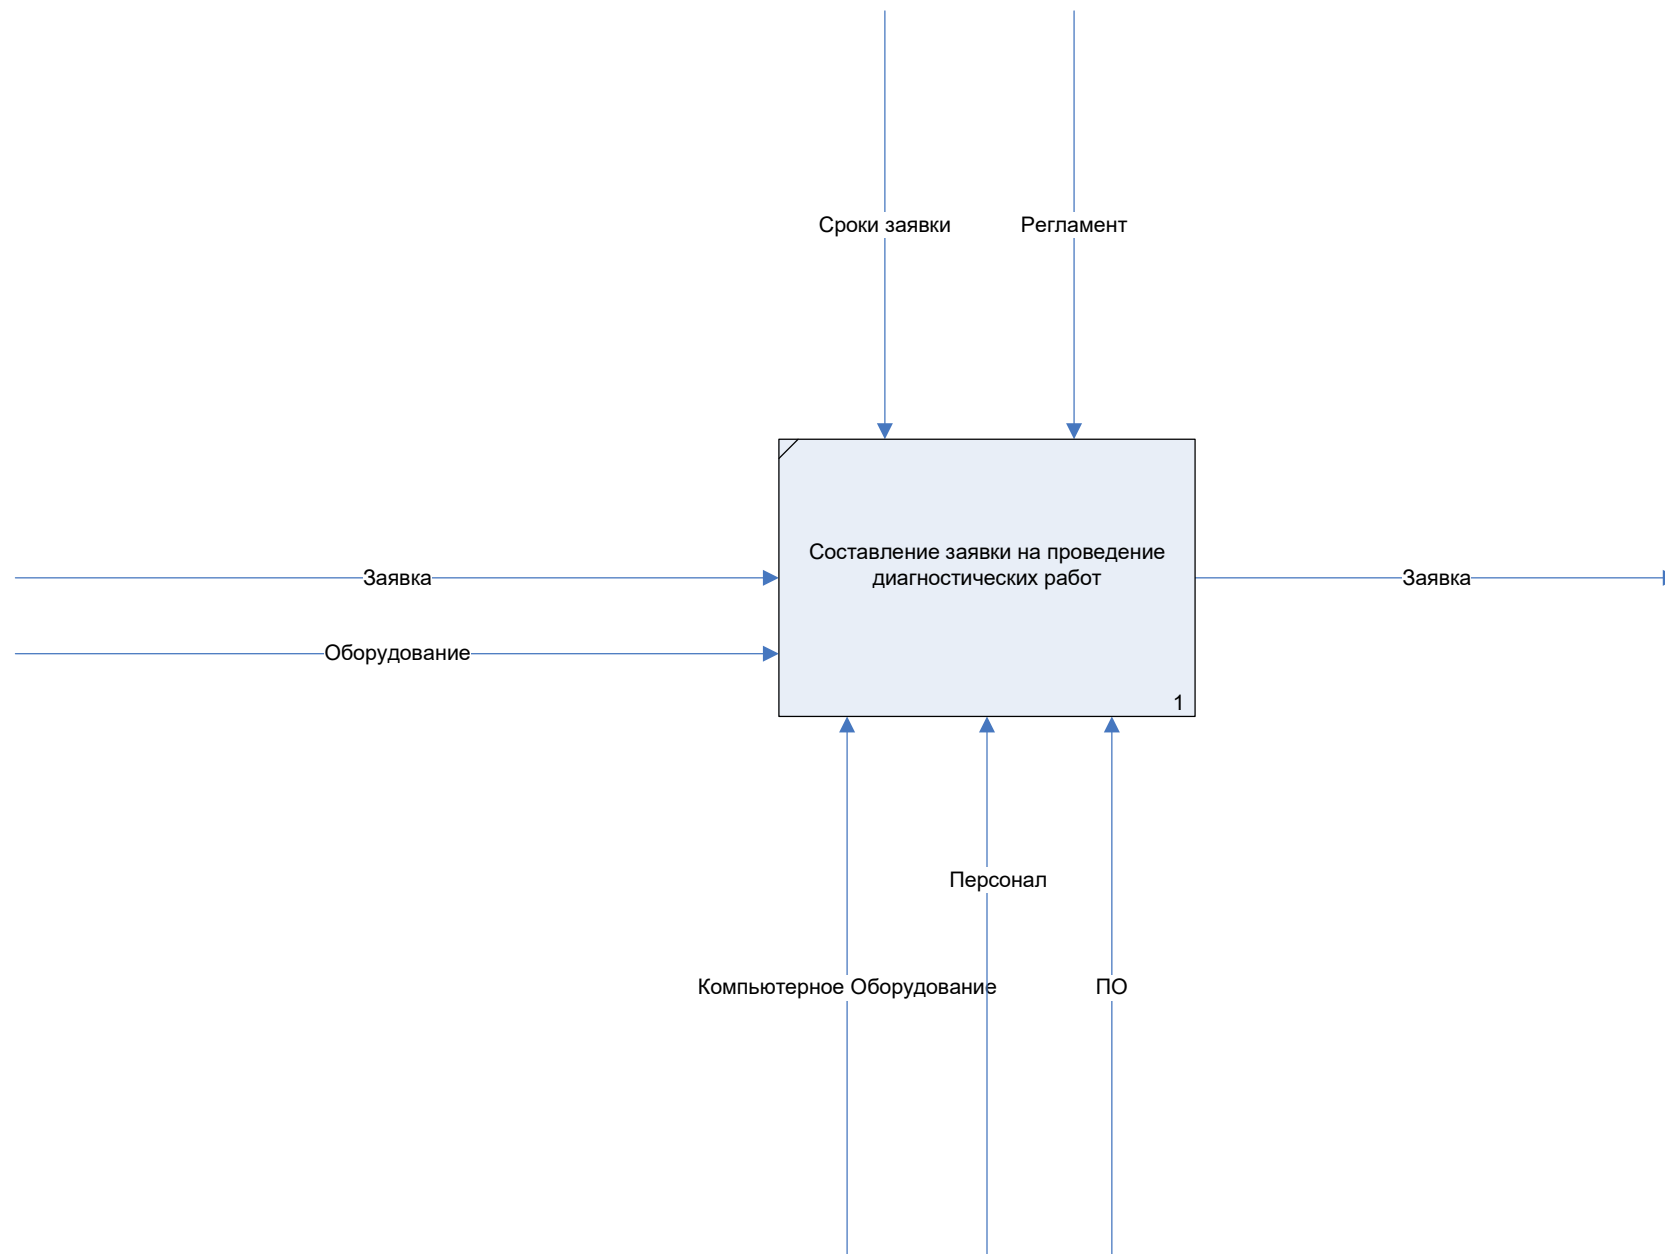 Сроки заявки
Регламент
Составление заявки на проведение
диагностических работ
Заявка
Заявка
Оборудование
1
Персонал
Компьютерное Оборудование
ПО